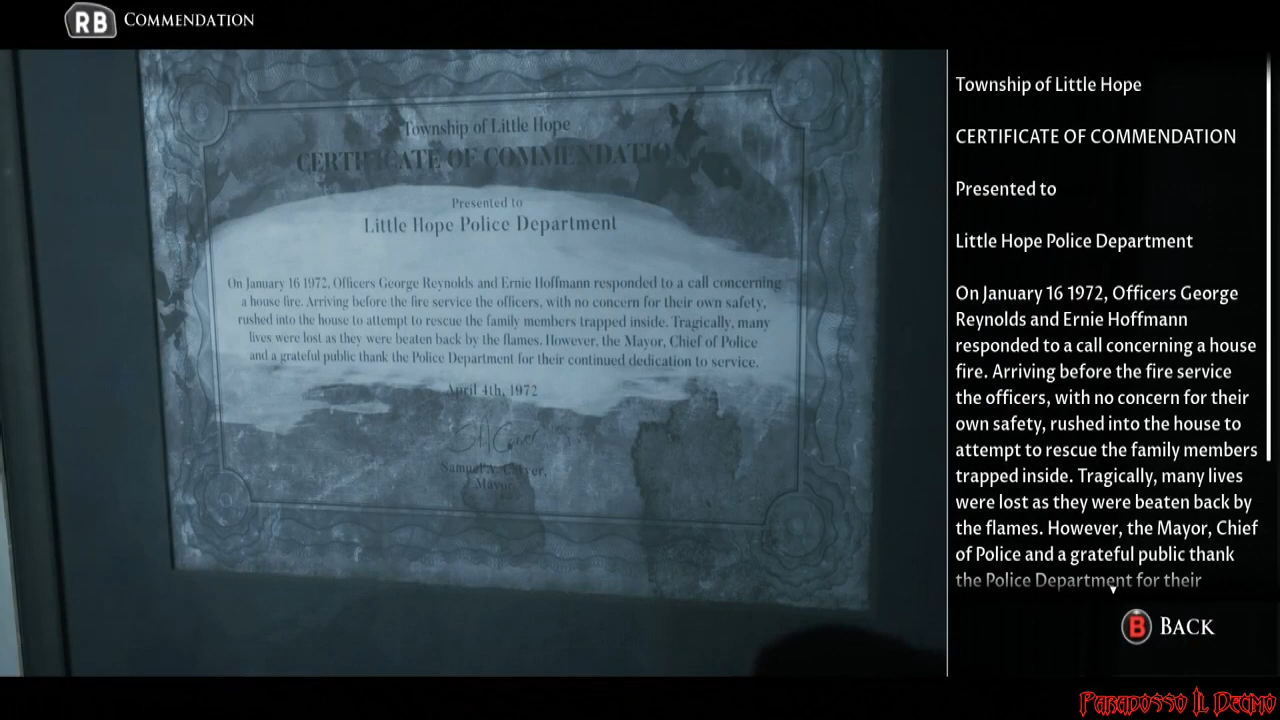 RB COMMENDATION
Township of Little Hope
CERTIFICATE OF COMMENDATIO
Presented to
Little Hope Police Department
On January 16 1972, Officers George Reynolds and Ernie Hoffmann responded to a call concerning
a house fire. Arriving before the fire service the officers, with no concern for their own safety,
rushed into the house to attempt to rescue the family members trapped inside. Tragically, many
lives were lost as they were beaten back by the flames. However, the Mayor, Chief of Police
and a grateful public thank the Police Department for their continued dedication to service.
April 4th, 1972
Samuel A.
Mayor
Township of Little Hope
CERTIFICATE OF COMMENDATION
Presented to
Little Hope Police Department
On January 16 1972, Officers George
Reynolds and Ernie Hoffmann
responded to a call concerning a house
fire. Arriving before the fire service
the officers, with no concern for their
own safety, rushed into the house to
attempt to rescue the family members
trapped inside. Tragically, many lives
were lost as they were beaten back by
the flames. However, the Mayor, Chief
of Police and a grateful public thank
the Police Department for their
B BACK
Paradosso Il Decimo